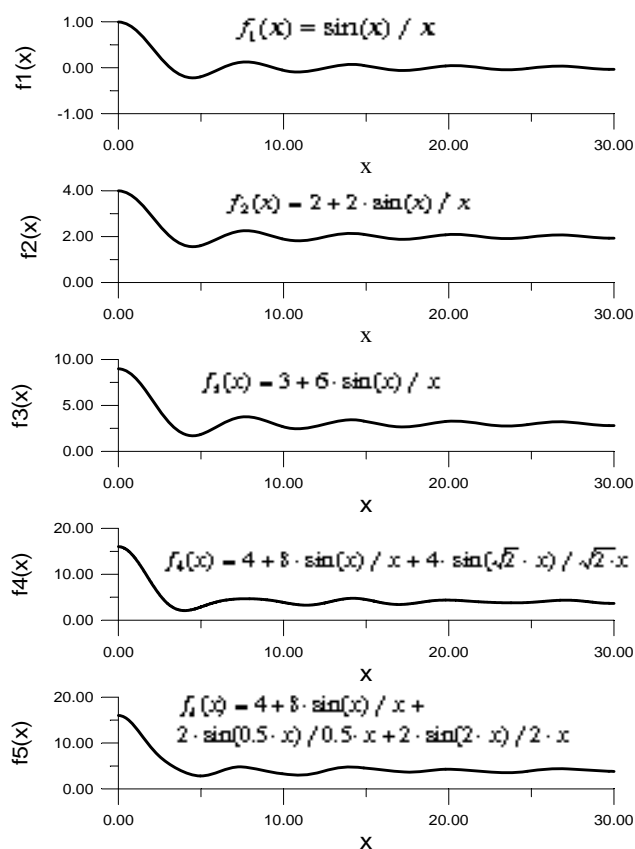 f₁(x) = sin(x) / x
1.00
0.00
-1.00
f1(x)
0.00 10.00 20.00 30.00
x
f₂(x) = 2 + 2 · sin(x) / x
4.00
2.00
0.00
f2(x)
0.00 10.00 20.00 30.00
x
10.00
f₃(x) = 3 + 6 · sin(x) / x
5.00
0.00
f3(x)
0.00 10.00 20.00 30.00
x
20.00
f₄(x) = 4 + 8 · sin(x) / x + 4 · sin(√2 · x) / √2 · x
10.00
0.00
f4(x)
0.00 10.00 20.00 30.00
x
20.00
f₄(x) = 4 + 8 · sin(x) / x +
2 · sin(0.5 · x) / 0.5 · x + 2 · sin(2 · x) / 2 · x
10.00
0.00
f5(x)
0.00 10.00 20.00 30.00
x